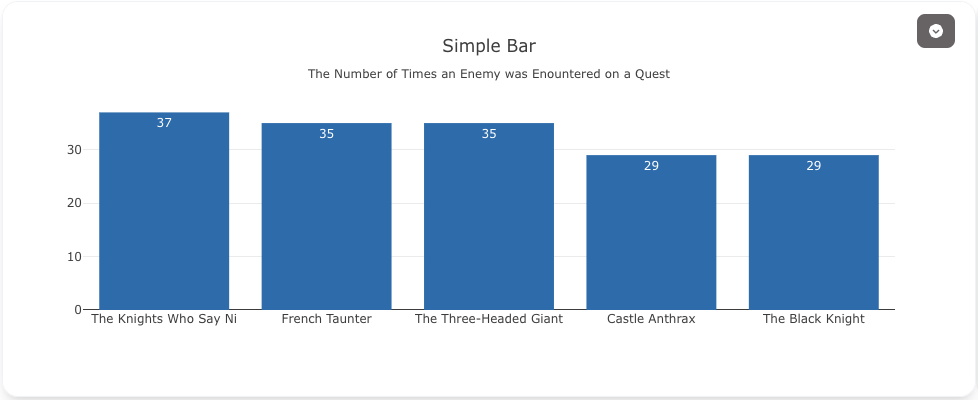 Simple Bar
The Number of Times an Enemy was Enountered on a Quest
37
35
35
29
29
30
20
10
0
The Knights Who Say Ni
French Taunter
The Three-Headed Giant
Castle Anthrax
The Black Knight